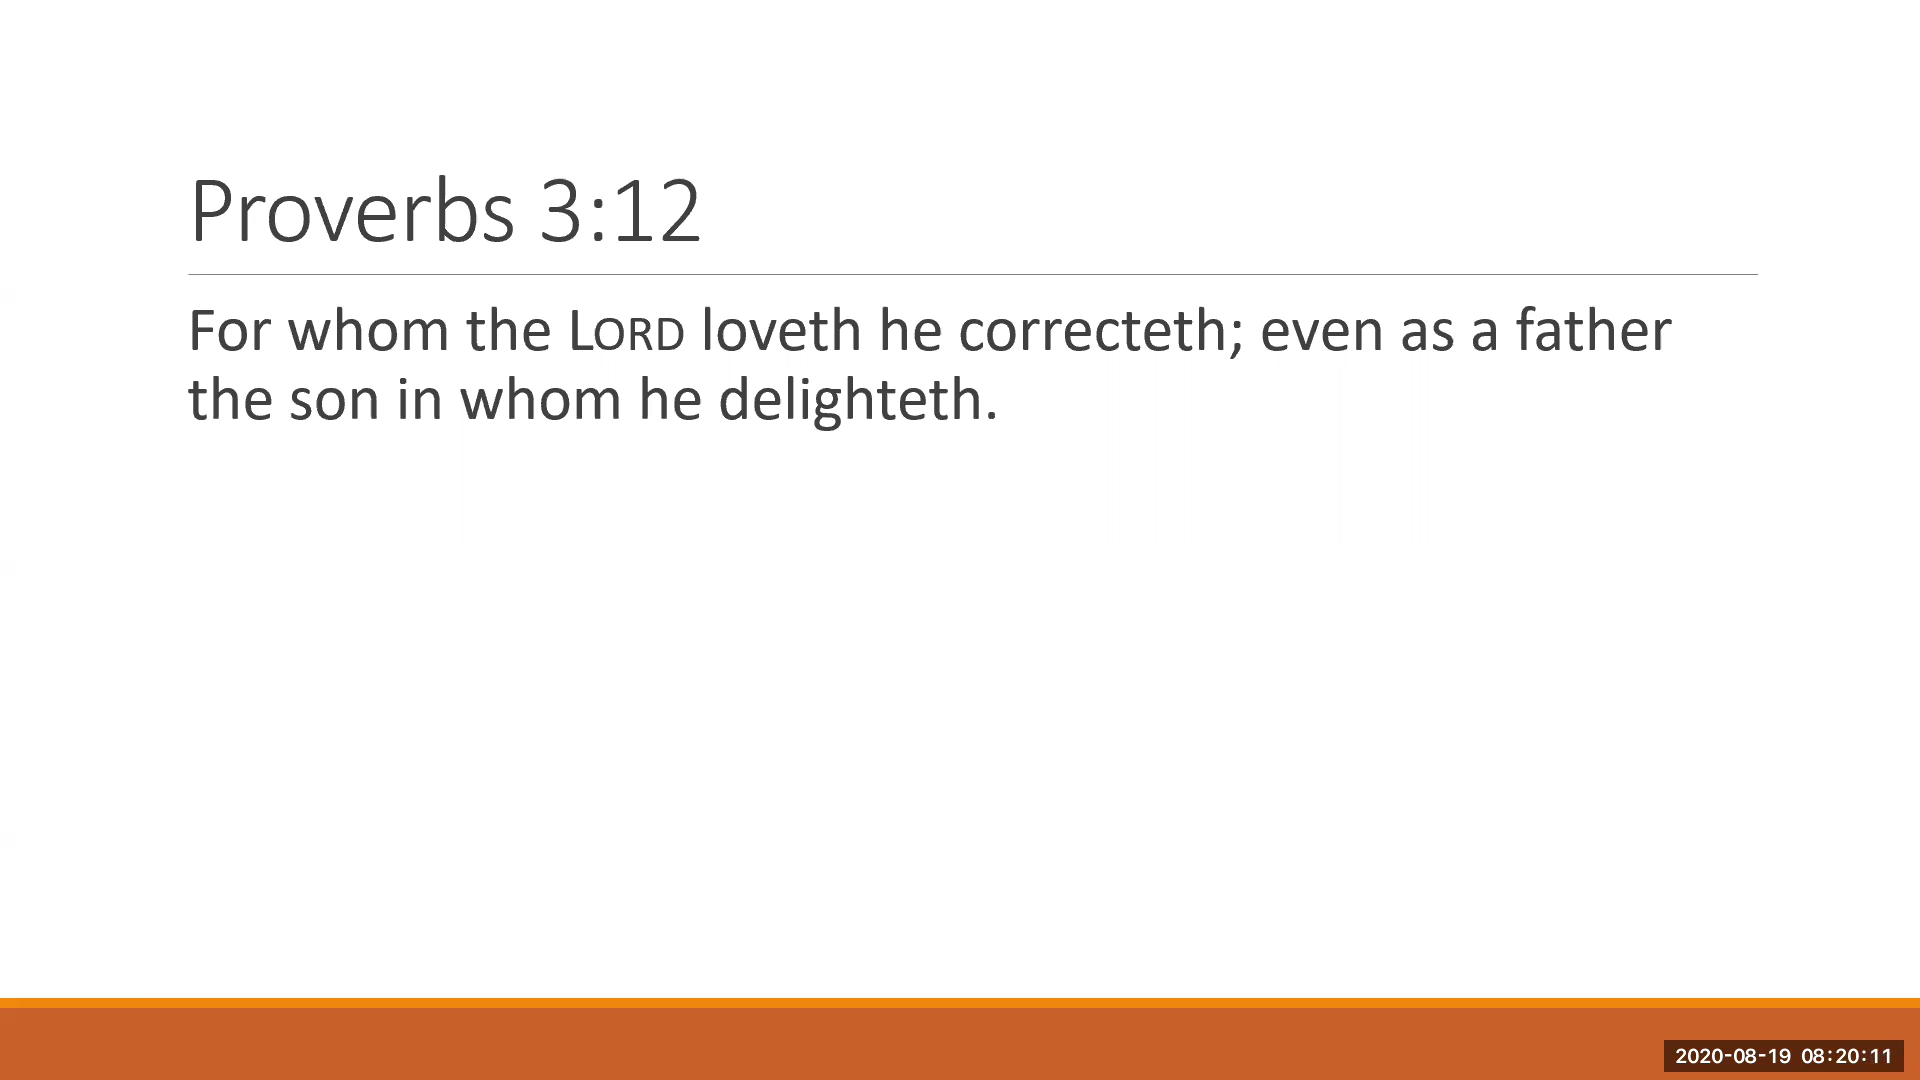 Proverbs 3:12
For whom the LORD loveth he correcteth; even as a father
the son in whom he delighteth.
2020-08-19 08:20:11